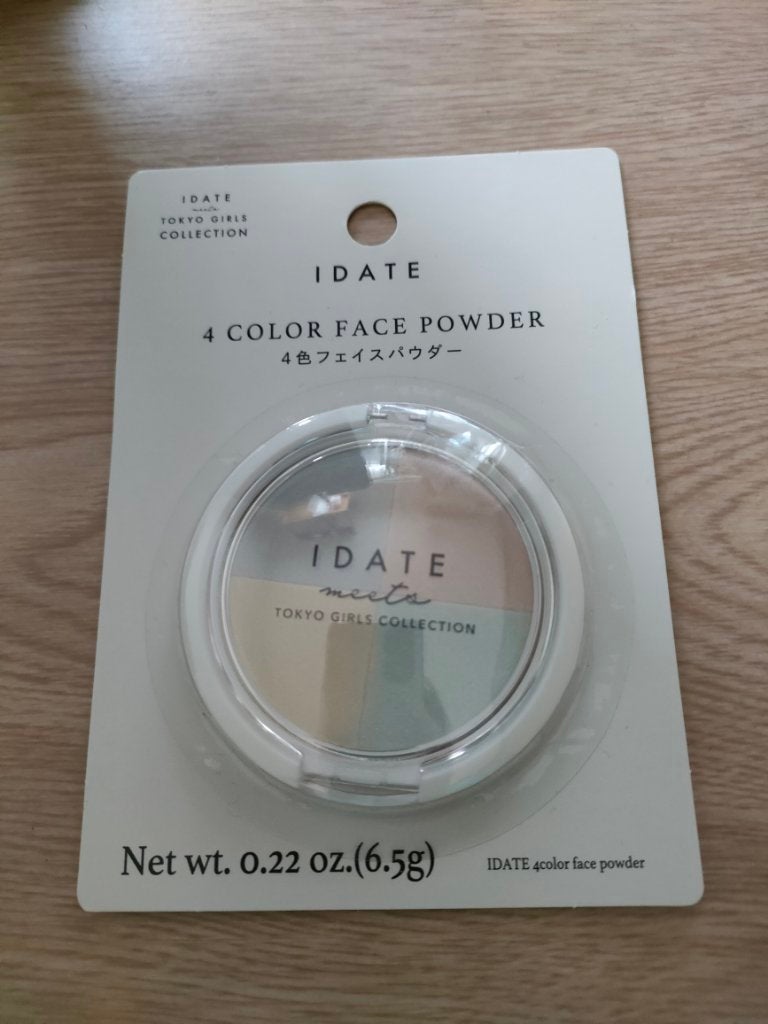 IDATE
meets
TOKYO GIRLS
COLLECTION
IDATE
4 COLOR FACE POWDER
4色フェイスパウダー
IDATE
meets
TOKYO GIRLS COLLECTION
Net wt. 0.22 oz.(6.5g)
IDATE 4color face powder